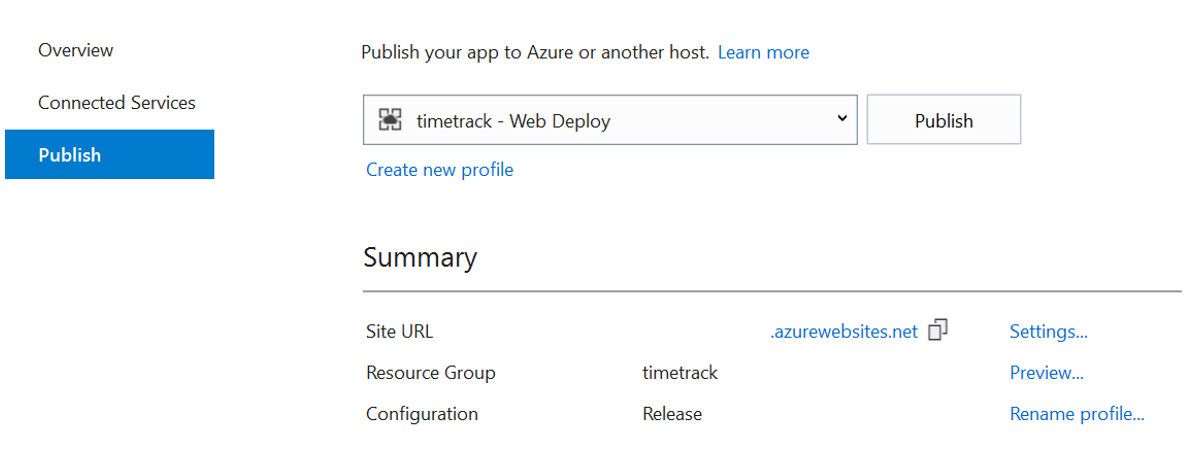 Overview
Connected Services
Publish
Publish your app to Azure or another host. Learn more
timetrack - Web Deploy
Publish
Create new profile
Summary
Site URL .azurewebsites.net Settings...
Resource Group timetrack Preview...
Configuration Release Rename profile...